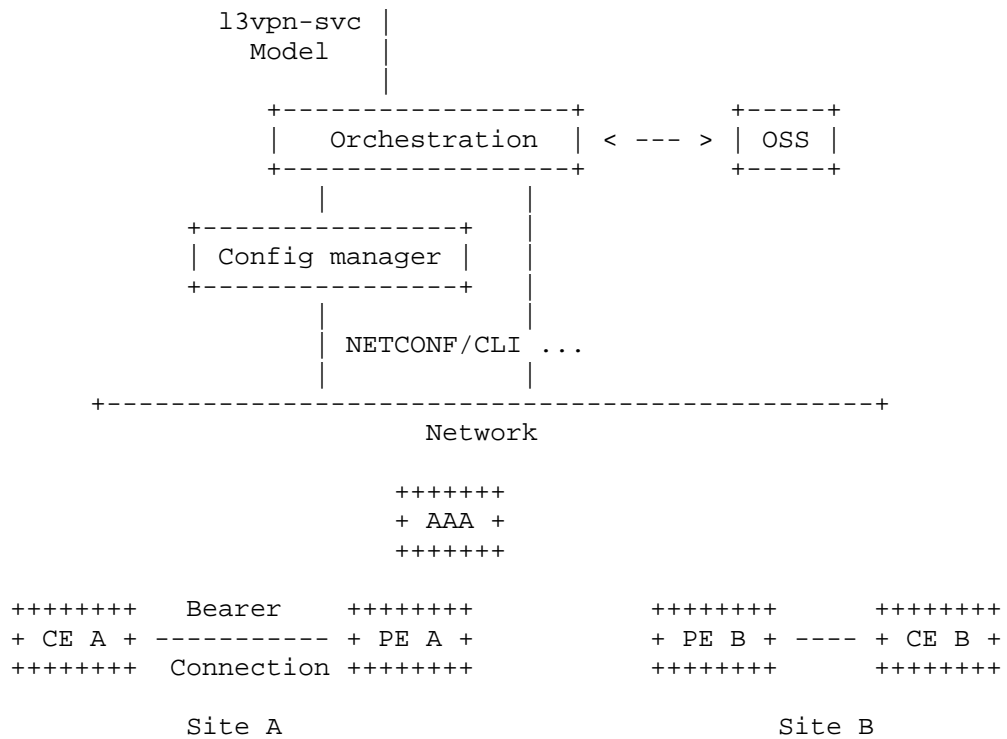 l3vpn-svc |
Model |
|
+------------------+ +-----+
| Orchestration | < --- > | OSS |
+------------------+ +-----+
| |
+----------------+ |
| Config manager | |
+----------------+ |
| |
| NETCONF/CLI ...
| |
+------------------------------------------------+
Network
+++++++
+ AAA +
+++++++
++++++++ Bearer ++++++++ ++++++++ ++++++++
+ CE A + ----------- + PE A + + PE B + ---- + CE B +
++++++++ Connection ++++++++ ++++++++ ++++++++
Site A Site B